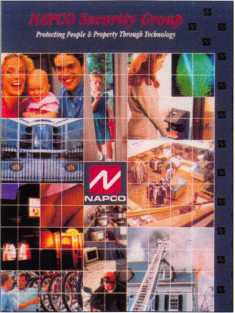 NAPCO Security Group
Protecting People & Property Through Technology
NAPCO